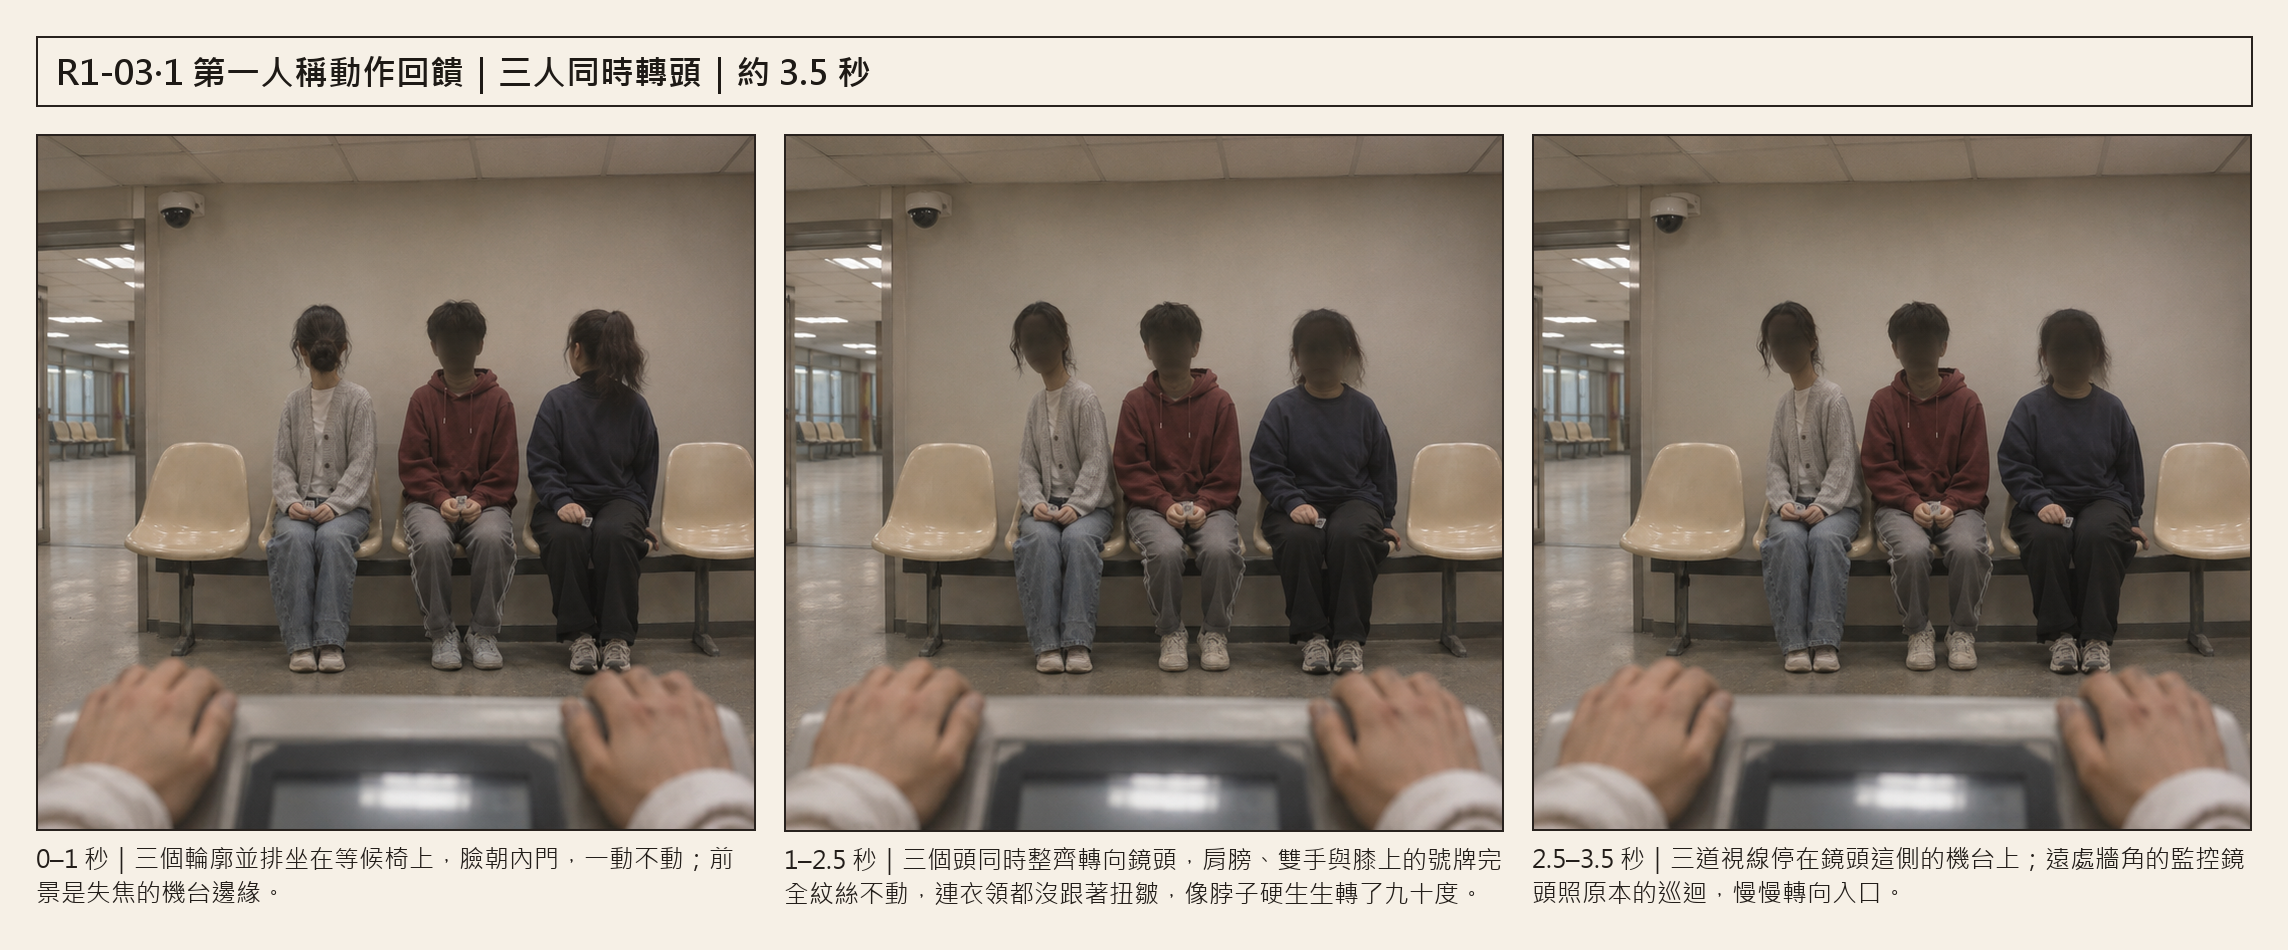 R1-03·1 第一人稱動作回饋｜三人同時轉頭｜約 3.5 秒
0–1 秒｜三個輪廓並排坐在等候椅上，臉朝內門，一動不動；前
景是失焦的機台邊緣。
1–2.5 秒｜三個頭同時整齊轉向鏡頭，肩膀、雙手與膝上的號牌完
全紋絲不動，連衣領都沒跟著扭皺，像脖子硬生生轉了九十度。
2.5–3.5 秒｜三道視線停在鏡頭這側的機台上；遠處牆角的監控鏡
頭照原本的巡迴，慢慢轉向入口。